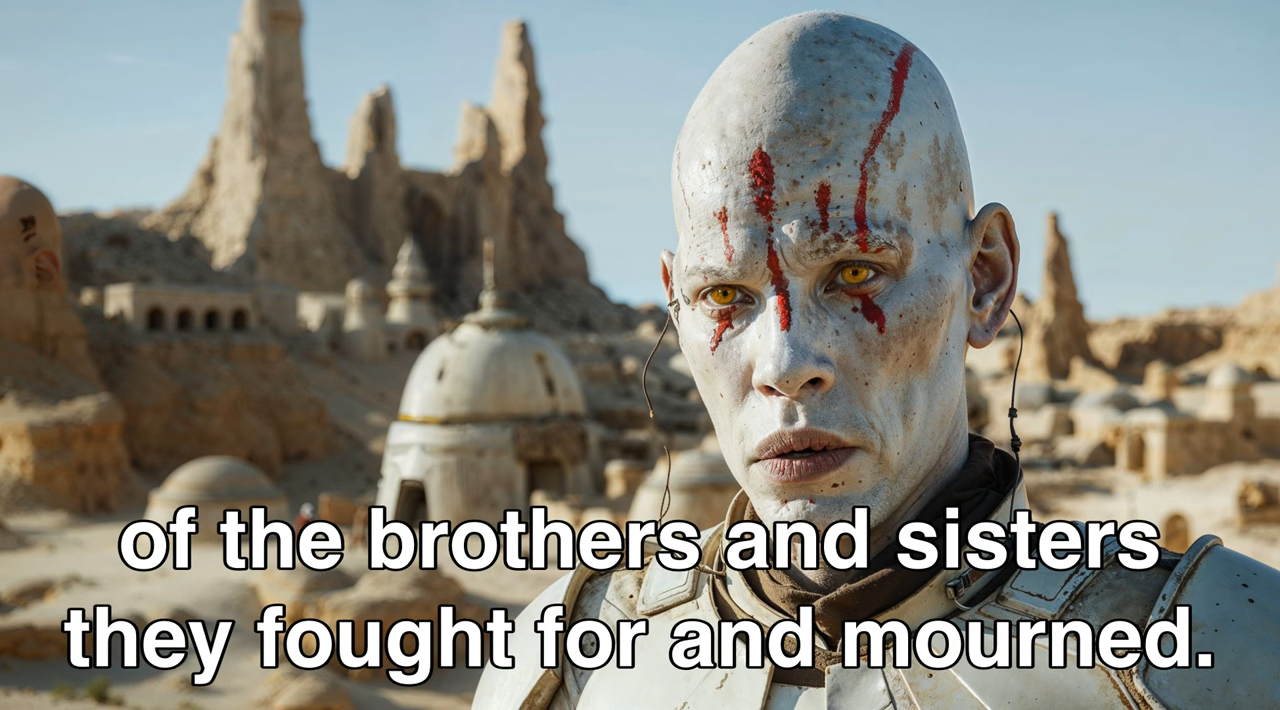 of the brothers and sisters
they fought for and mourned.